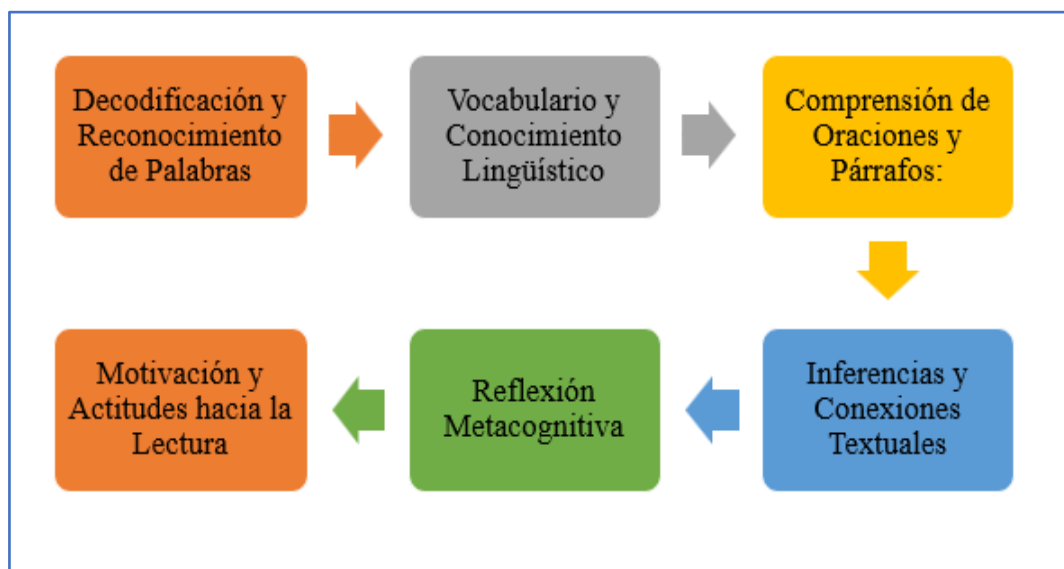 Decodificación y
Reconocimiento
de Palabras
Vocabulario y
Conocimiento
Lingüístico
Comprensión de
Oraciones y
Párrafos:
Inferencias y
Conexiones
Textuales
Reflexión
Metacognitiva
Motivación y
Actitudes hacia la
Lectura